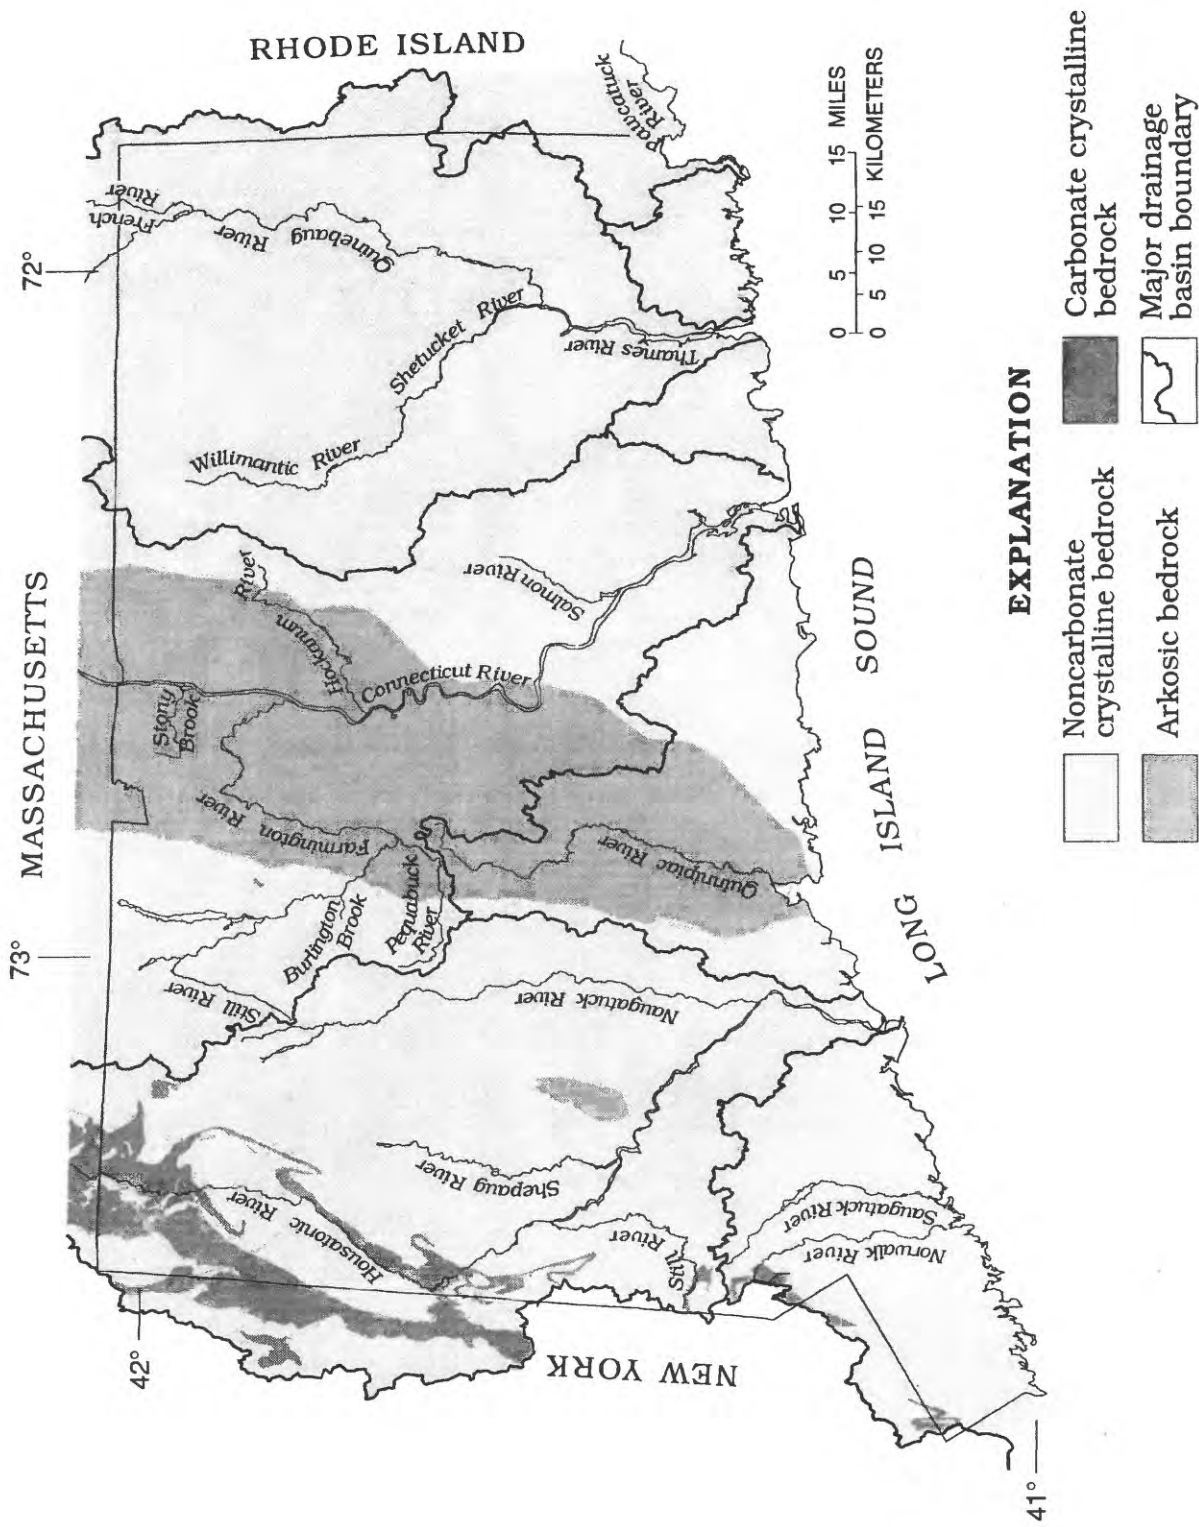 MASSACHUSETTS
RHODE ISLAND
NEW YORK
LONG ISLAND SOUND
73°
72°
42°
41°
French
River
Quinebaug
River
Shetucket River
Willimantic River
Thames River
Pawcatuck
River
Hockanum
River
Salmon River
Connecticut River
Stony
Brook
Farmington River
Burlington
Brook
Pequabuck
River
Quinnipiac River
Still River
Naugatuck River
Shepaug River
Housatonic River
Still
River
Saugatuck River
Norwalk River
0 5 10 15 MILES
0 5 10 15 KILOMETERS
EXPLANATION
Noncarbonate
crystalline bedrock
Arkosic bedrock
Carbonate crystalline
bedrock
Major drainage
basin boundary